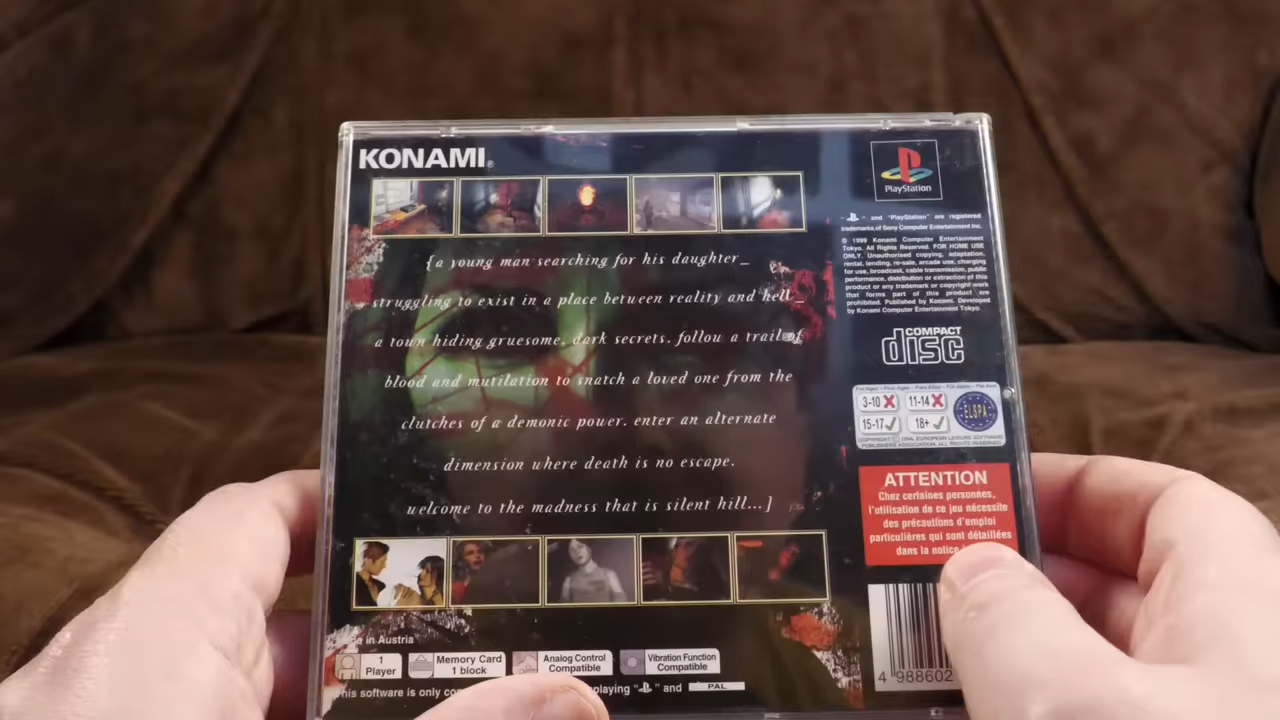 KONAMI®
PlayStation
" " and "PlayStation" are registered
trademarks of Sony Computer Entertainment Inc.
© 1999 Konami Computer Entertainment
Tokyo. All Rights Reserved. FOR HOME USE
ONLY. Unauthorised copying, adaptation,
rental, lending, re-sale, arcade use, charging
for use, broadcast, cable transmission, public
performance, distribution or extraction of this
product or any trademark or copyright work
that forms part of this product are
prohibited. Published by Konami. Developed
by Konami Computer Entertainment Tokyo.
{a young man searching for his daughter_
struggling to exist in a place between reality and hell_
a town hiding gruesome, dark secrets. follow a trail of
blood and mutilation to snatch a loved one from the
clutches of a demonic power. enter an alternate
dimension where death is no escape.
welcome to the madness that is silent hill...]
COMPACT
disc
3-10 11-14
15-17 18+
ELSPA
ATTENTION
Chez certaines personnes,
l'utilisation de ce jeu nécessite
des précautions d'emploi
particulières qui sont détaillées
dans la notice
in Austria
1 Player
Memory Card 1 block
Analog Control Compatible
Vibration Function Compatible
This software is only playing " " and PAL
4 988602